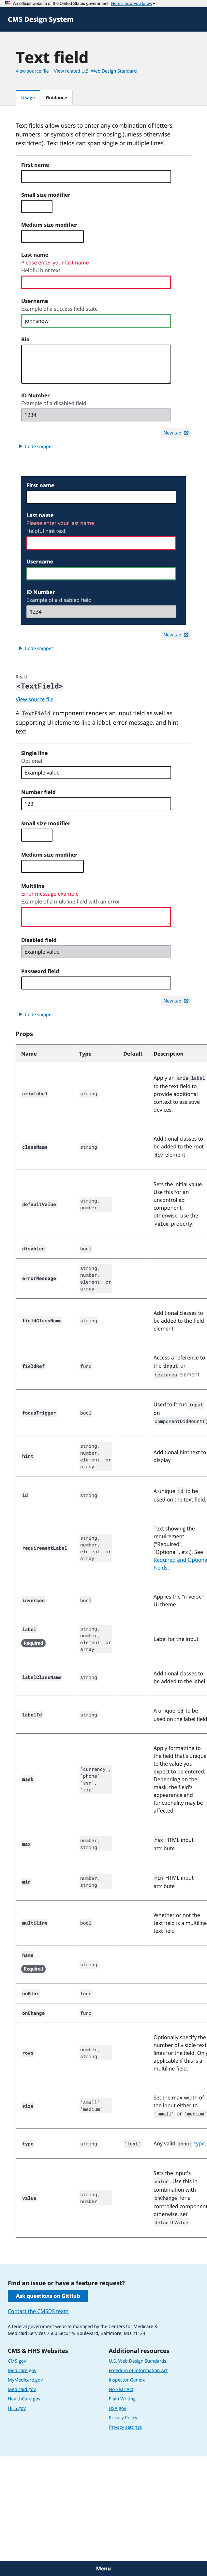 An official website of the United States government Here's how you know
CMS Design System
Text field
View source file View related U.S. Web Design Standard
Usage Guidance
Text fields allow users to enter any combination of letters,
numbers, or symbols of their choosing (unless otherwise
restricted). Text fields can span single or multiple lines.
First name
Small size modifier
Medium size modifier
Last name
Please enter your last name
Helpful hint text
Username
Example of a success field state
johnsnow
Bio
ID Number
Example of a disabled field
1234
New tab
Code snippet
First name
Last name
Please enter your last name
Helpful hint text
Username
ID Number
Example of a disabled field
1234
New tab
Code snippet
React
<TextField>
View source file
A TextField component renders an input field as well as
supporting UI elements like a label, error message, and hint
text.
Single line
Optional
Example value
Number field
123
Small size modifier
Medium size modifier
Multiline
Error message example
Example of a multiline field with an error
Disabled field
Example value
Password field
New tab
Code snippet
Props
Name Type Default Description
ariaLabel string Apply an aria-label
to the text field to
provide additional
context to assistive
devices.
className string Additional classes to
be added to the root
div element
defaultValue string, number Sets the initial value.
Use this for an
uncontrolled
component;
otherwise, use the
value property.
disabled bool
errorMessage string, number, element, or array
fieldClassName string Additional classes to
be added to the field
element
fieldRef func Access a reference to
the input or
textarea element
focusTrigger bool Used to focus input
on
componentDidMount()
hint string, number, element, or array Additional hint text to
display
id string A unique id to be
used on the text field.
requirementLabel string, number, element, or array Text showing the
requirement
("Required",
"Optional", etc.). See
Required and Optional
Fields.
inversed bool Applies the "inverse"
UI theme
label string, number, element, or array Label for the input
Required
labelClassName string Additional classes to
be added to the label
labelId string A unique id to be
used on the label field
mask 'currency', 'phone', 'ssn', 'zip' Apply formatting to
the field that's unique
to the value you
expect to be entered.
Depending on the
mask, the field's
appearance and
functionality may be
affected.
max number, string max HTML input
attribute
min number, string min HTML input
attribute
multiline bool Whether or not the
text field is a multiline
text field
name string
Required
onBlur func
onChange func
rows number, string Optionally specify the
number of visible text
lines for the field. Only
applicable if this is a
multiline field.
size 'small', 'medium' Set the max-width of
the input either to
'small' or 'medium'
type string 'text' Any valid input type.
value string, number Sets the input's
value. Use this in
combination with
onChange for a
controlled component;
otherwise, set
defaultValue.
Find an issue or have a feature request?
Ask questions on GitHub
Contact the CMSDS team
A federal government website managed by the Centers for Medicare &
Medicaid Services 7500 Security Boulevard, Baltimore, MD 21124
CMS & HHS Websites
CMS.gov
Medicare.gov
MyMedicare.gov
Medicaid.gov
HealthCare.gov
HHS.gov
Additional resources
U.S. Web Design Standards
Freedom of Information Act
Inspector General
No Fear Act
Plain Writing
USA.gov
Privacy Policy
Privacy settings
Menu